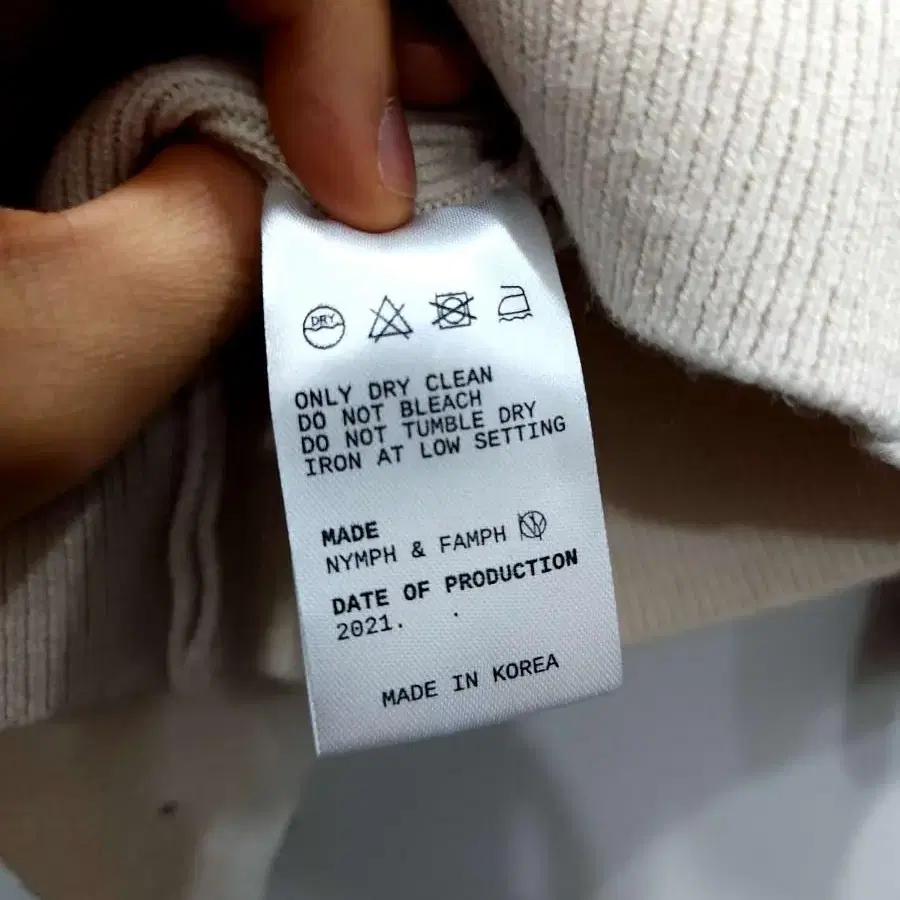 DRY
ONLY DRY CLEAN
DO NOT BLEACH
DO NOT TUMBLE DRY
IRON AT LOW SETTING
MADE
NYMPH & FAMPH
DATE OF PRODUCTION
2021. .
MADE IN KOREA